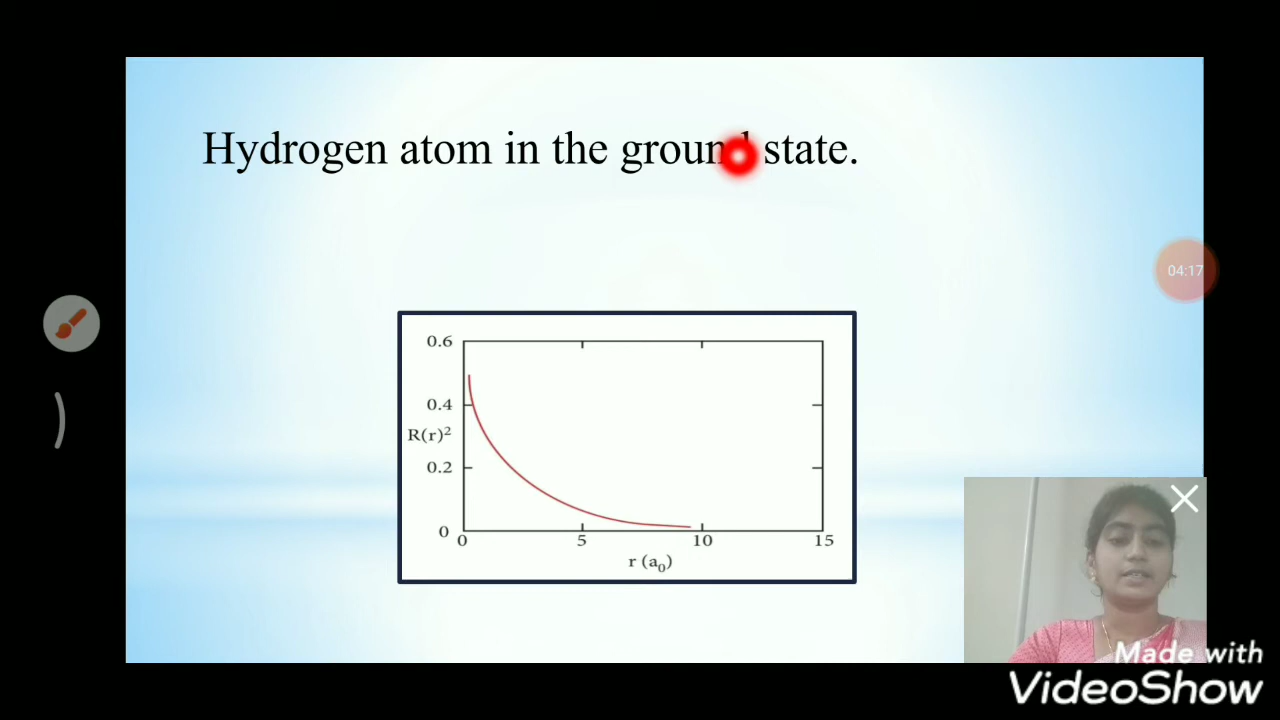 Hydrogen atom in the ground state.
04:17
0.6
0.4
R(r)²
0.2
0
0 5 10 15
r (a₀)
Made with
VideoShow